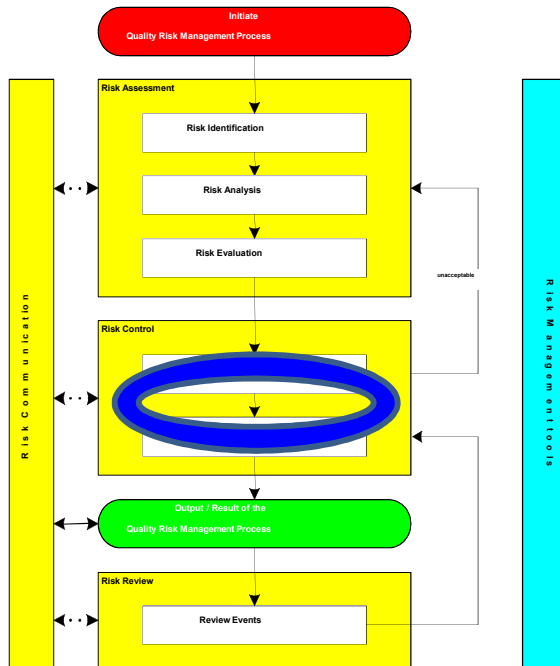 Initiate
Quality Risk Management Process
Risk Assessment
Risk Identification
Risk Analysis
Risk Evaluation
unacceptable
Risk Control
Output / Result of the
Quality Risk Management Process
Risk Review
Review Events
Risk Communication
Risk Management tools